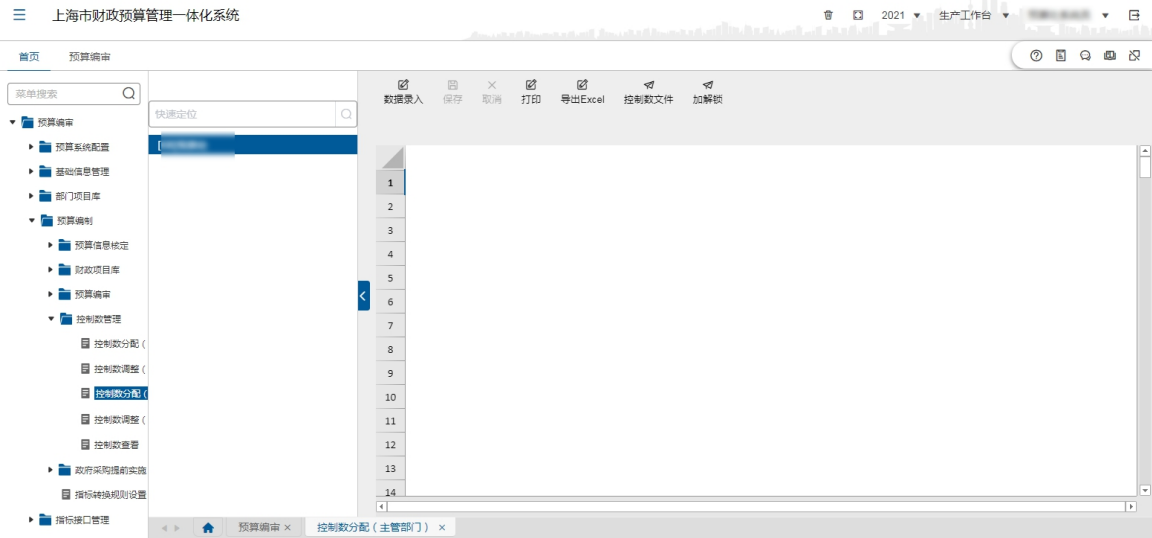 上海市财政预算管理一体化系统
2021
生产工作台
首页
预算编审
菜单搜索
预算编审
预算系统配置
基础信息管理
部门项目库
预算编制
预算信息核定
财政项目库
预算编审
控制数管理
控制数分配（
控制数调整（
控制数分配（
控制数调整（
控制数查看
政府采购提前实施
指标转换规则设置
指标接口管理
快速定位
数据录入
保存
取消
打印
导出Excel
控制数文件
加解锁
1
2
3
4
5
6
7
8
9
10
11
12
13
14
预算编审 ×
控制数分配（主管部门） ×